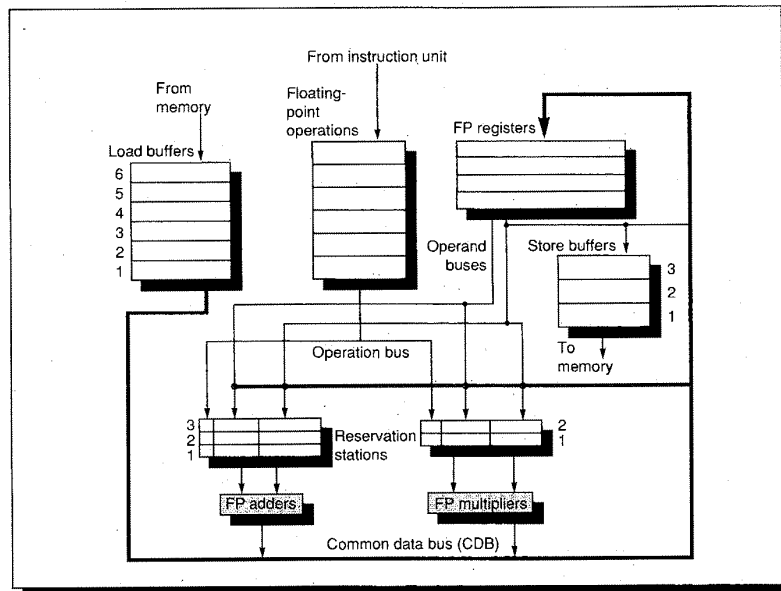 From instruction unit
From
memory
Floating-
point
operations
FP registers
Load buffers
6
5
4
3
2
1
Operand
buses
Store buffers
3
2
1
To
memory
Operation bus
3
2
1
Reservation
stations
2
1
FP adders
FP multipliers
Common data bus (CDB)